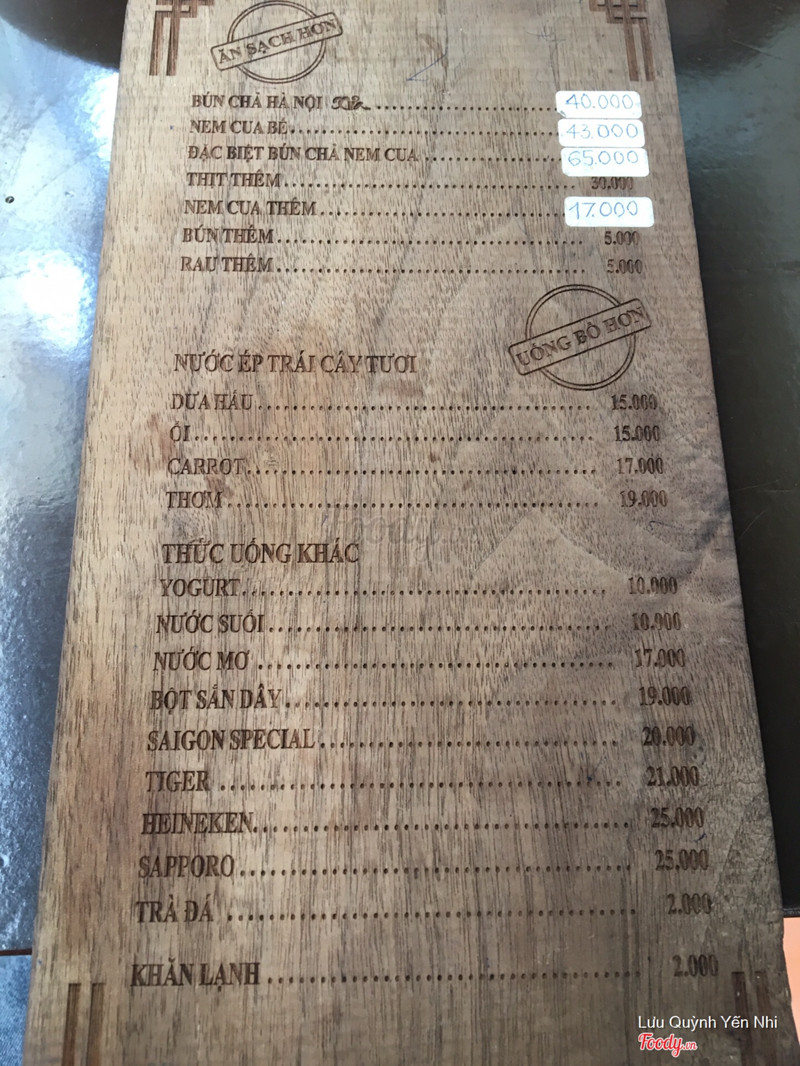 ĂN SẠCH HƠN
BÚN CHẢ HÀ NỘI ........ 40.000
NEM CUA BỂ ........ 43.000
ĐẶC BIỆT BÚN CHẢ NEM CUA ........ 65.000
THỊT THÊM ........ 30.000
NEM CUA THÊM ........ 17.000
BÚN THÊM ........ 5.000
RAU THÊM ........ 5.000
UỐNG BỔ HƠN
NƯỚC ÉP TRÁI CÂY TƯƠI
DƯA HẤU ........ 15.000
ỔI ........ 15.000
CARROT ........ 17.000
THƠM ........ 19.000
THỨC UỐNG KHÁC
YOGURT ........ 10.000
NƯỚC SUỐI ........ 10.000
NƯỚC MƠ ........ 17.000
BỘT SẮN DÂY ........ 19.000
SAIGON SPECIAL ........ 20.000
TIGER ........ 21.000
HEINEKEN ........ 25.000
SAPPORO ........ 25.000
TRÀ ĐÁ ........ 2.000
KHĂN LẠNH ........ 2.000
Lưu Quỳnh Yến Nhi
Foody.vn